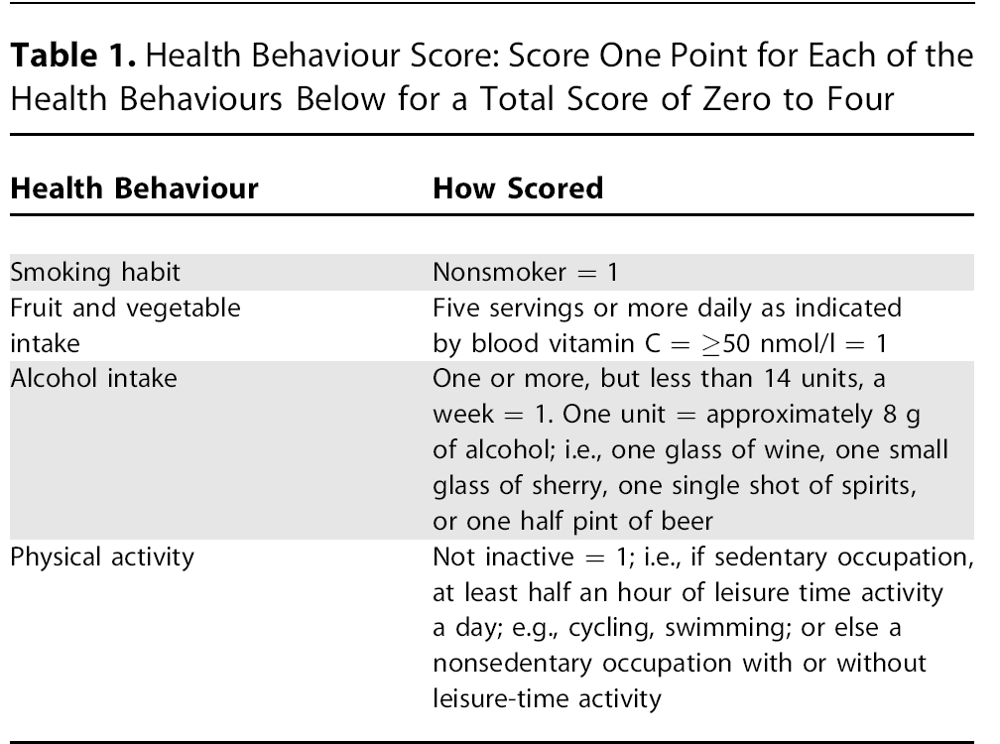 Table 1. Health Behaviour Score: Score One Point for Each of the
Health Behaviours Below for a Total Score of Zero to Four
Health Behaviour How Scored
Smoking habit Nonsmoker = 1
Fruit and vegetable Five servings or more daily as indicated
intake by blood vitamin C = ≥50 nmol/l = 1
Alcohol intake One or more, but less than 14 units, a
week = 1. One unit = approximately 8 g
of alcohol; i.e., one glass of wine, one small
glass of sherry, one single shot of spirits,
or one half pint of beer
Physical activity Not inactive = 1; i.e., if sedentary occupation,
at least half an hour of leisure time activity
a day; e.g., cycling, swimming; or else a
nonsedentary occupation with or without
leisure-time activity